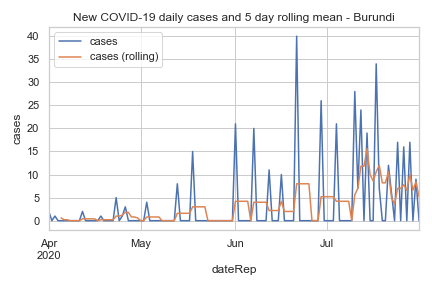 New COVID-19 daily cases and 5 day rolling mean - Burundi
cases
cases (rolling)
40
35
30
25
20
15
10
5
0
cases
Apr
2020
May
Jun
Jul
dateRep